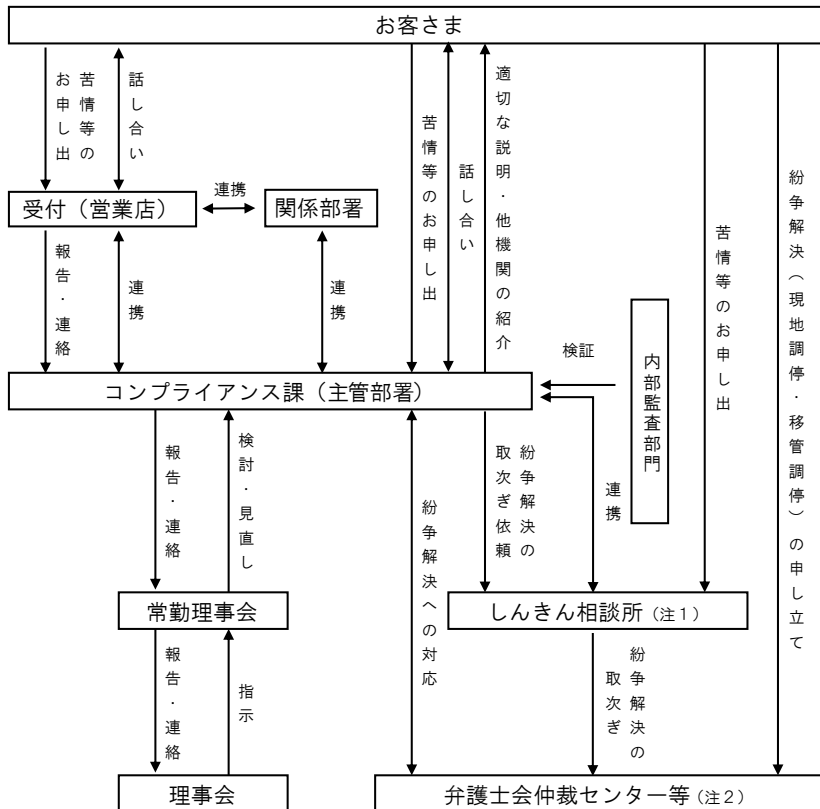 お客さま
苦情等の
お申し出
話し合い
苦情等のお申し出
話し合い
適切な説明・他機関の紹介
苦情等のお申し出
紛争解決（現地調停・移管調停）の申し立て
受付（営業店）
連携
関係部署
報告・連絡
連携
連携
検証
内部監査部門
コンプライアンス課（主管部署）
報告・連絡
検討・見直し
紛争解決への対応
紛争解決の
取次ぎ依頼
連携
常勤理事会
しんきん相談所（注１）
報告・連絡
指示
紛争解決の
取次ぎ
理事会
弁護士会仲裁センター等（注２）